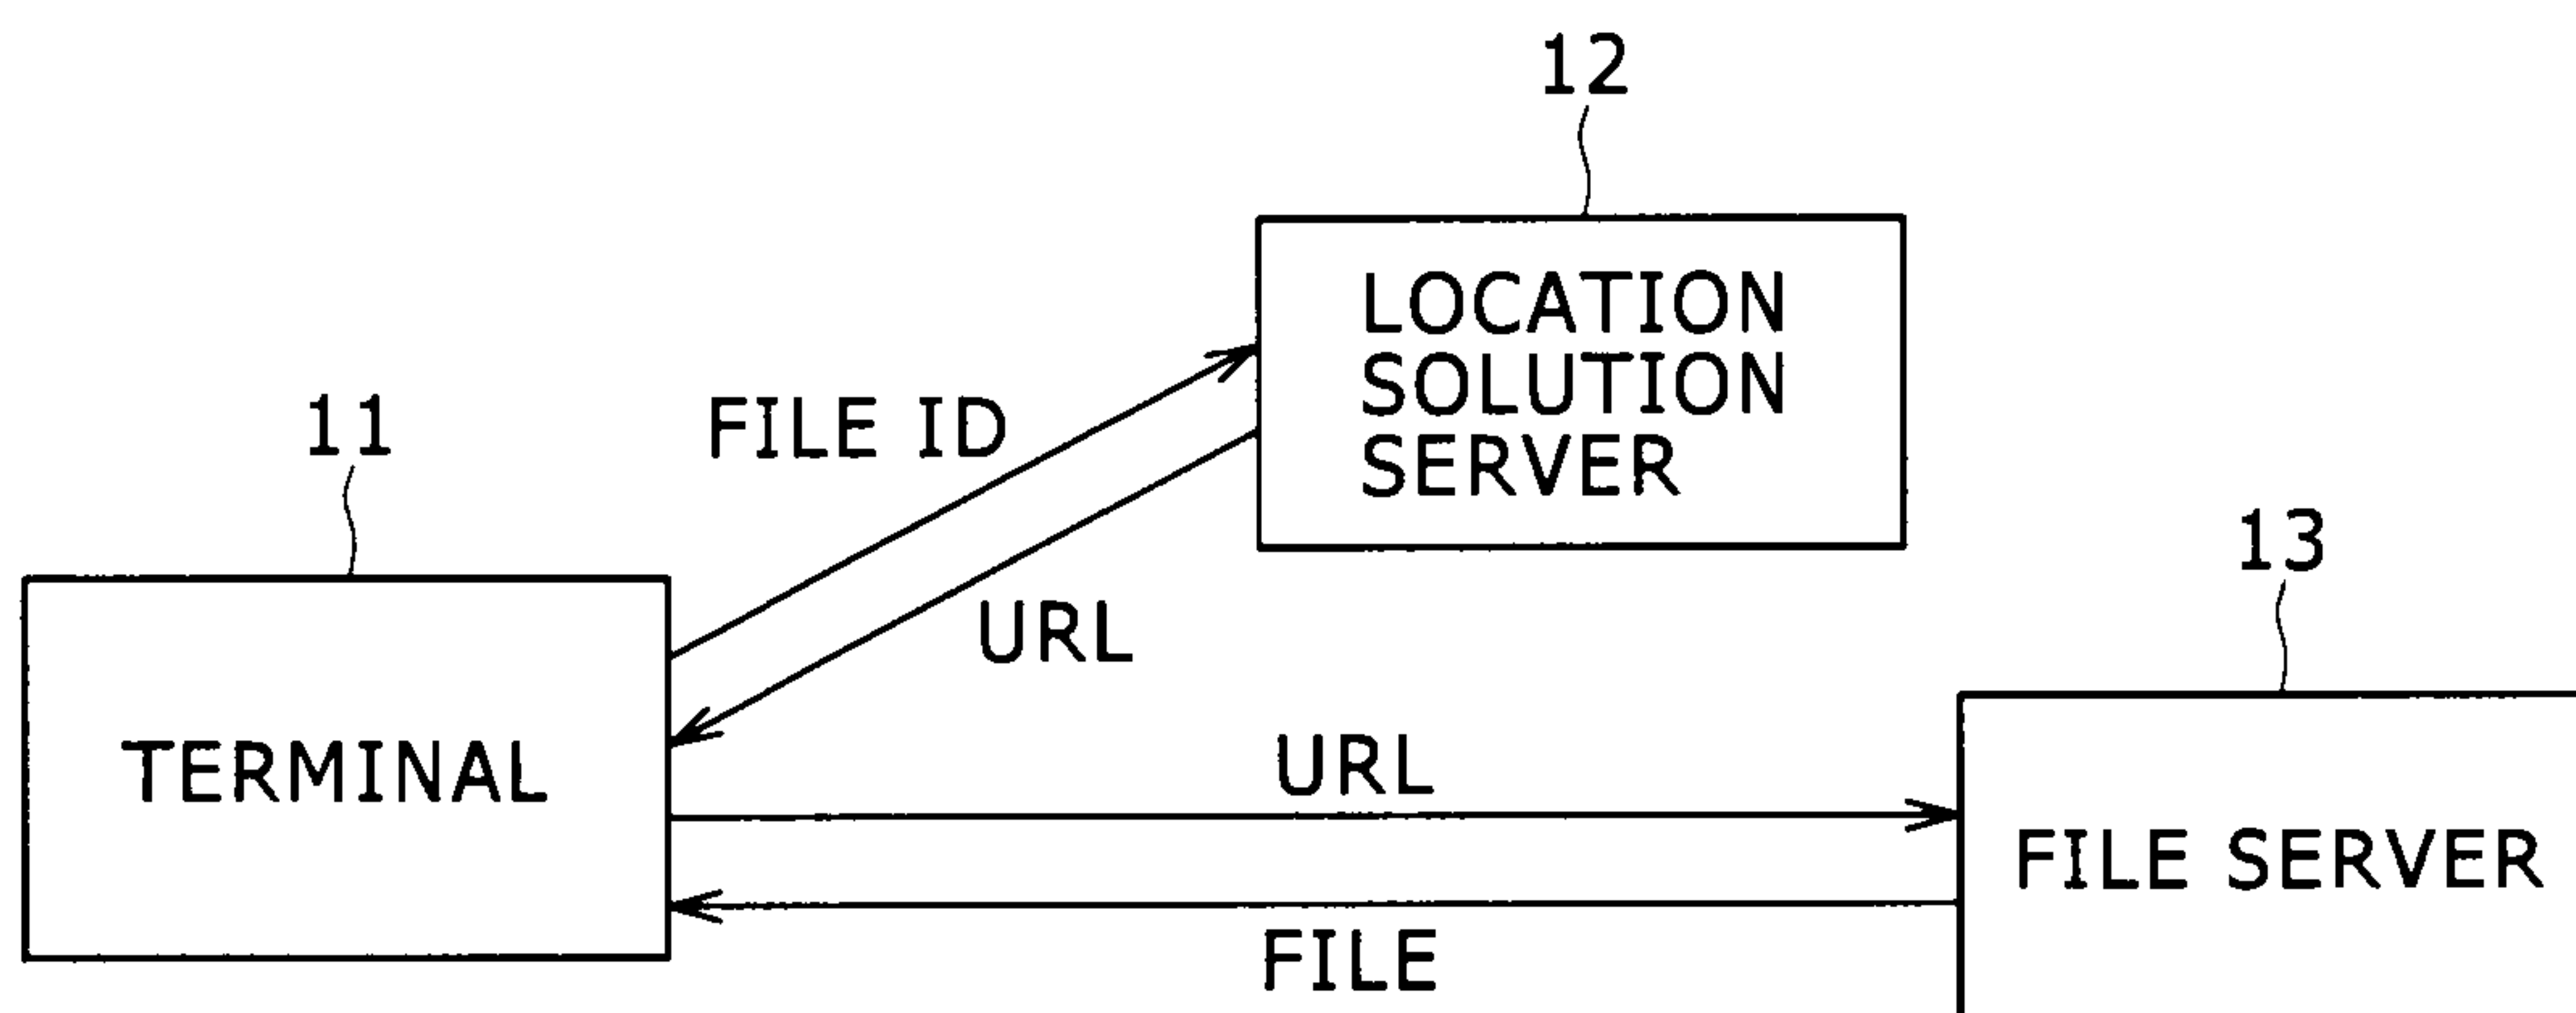 12
LOCATION
SOLUTION
SERVER
11
FILE ID
13
URL
TERMINAL
URL
FILE SERVER
FILE